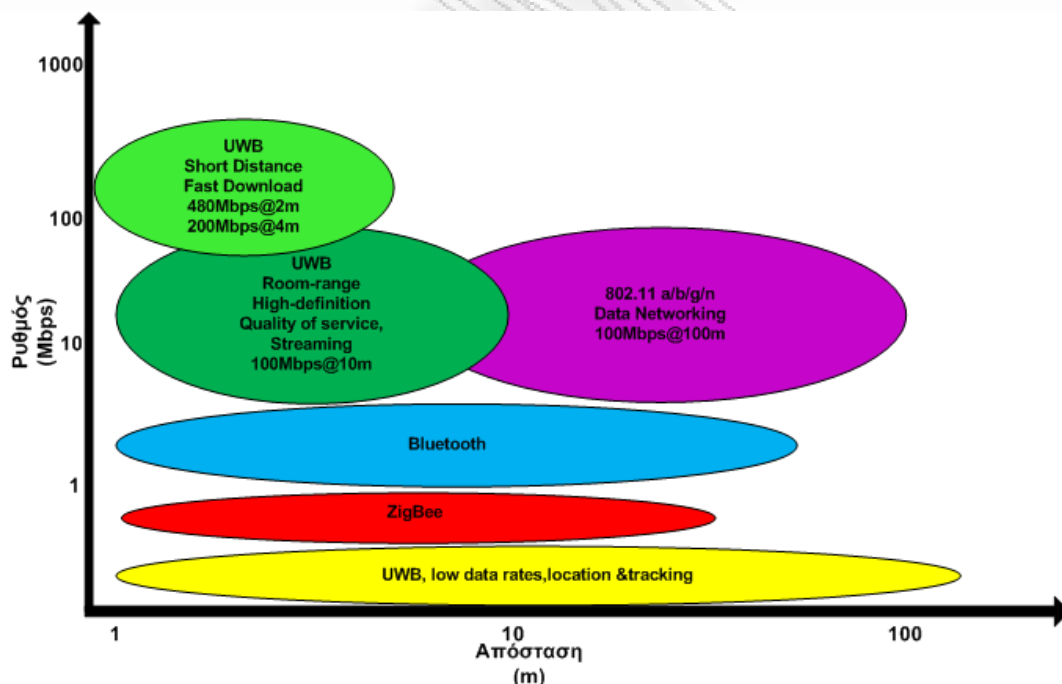 1000
UWB
Short Distance
Fast Download
480Mbps@2m
200Mbps@4m
100
UWB
Room-range
High-definition
Quality of service,
Streaming
100Mbps@10m
802.11 a/b/g/n
Data Networking
100Mbps@100m
Ρυθμός
(Mbps)
10
Bluetooth
1
ZigBee
UWB, low data rates,location &tracking
1
10
100
Απόσταση
(m)